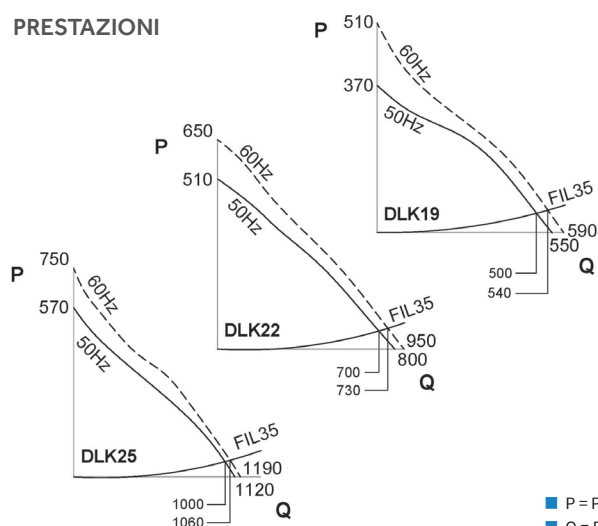 PRESTAZIONI
P
510
370
60Hz
50Hz
DLK19
FIL35
590
550
500
540
Q
P
650
510
60Hz
50Hz
DLK22
FIL35
950
800
700
730
Q
P
750
570
60Hz
50Hz
DLK25
FIL35
1190
1120
1000
1060
Q
P = P